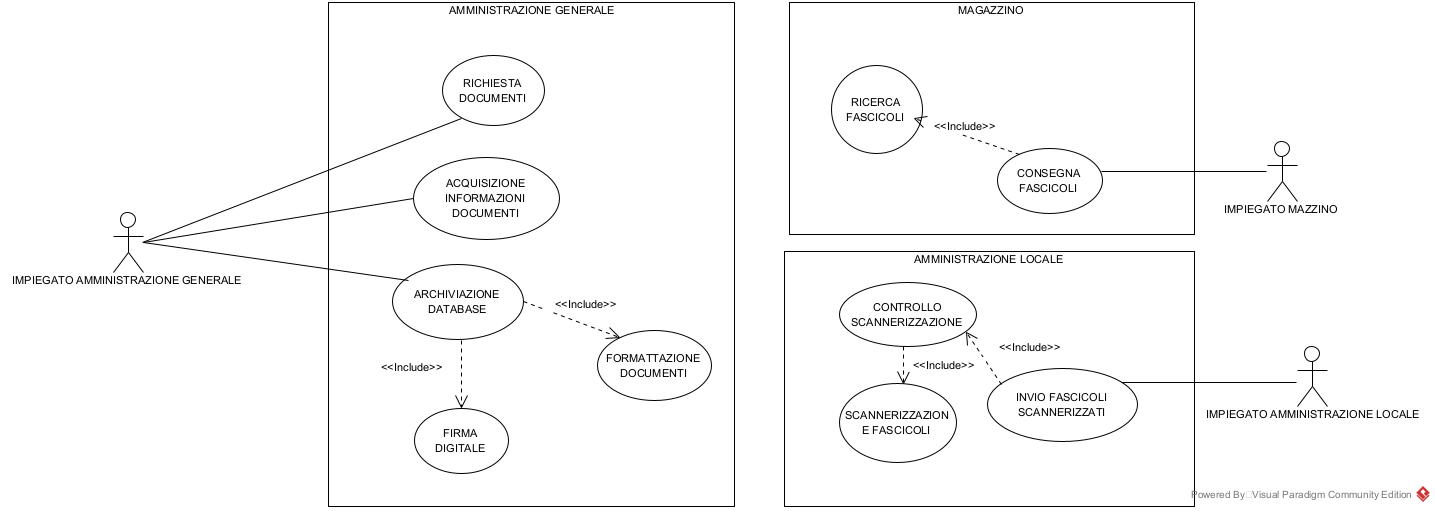 AMMINISTRAZIONE GENERALE
RICHIESTA
DOCUMENTI
ACQUISIZIONE
INFORMAZIONI
DOCUMENTI
IMPIEGATO AMMINISTRAZIONE GENERALE
ARCHIVIAZIONE
DATABASE
<<Include>>
FORMATTAZIONE
DOCUMENTI
<<Include>>
FIRMA
DIGITALE
MAGAZZINO
RICERCA
FASCICOLI
<<Include>>
CONSEGNA
FASCICOLI
IMPIEGATO MAZZINO
AMMINISTRAZIONE LOCALE
CONTROLLO
SCANNERIZZAZIONE
<<Include>>
<<Include>>
SCANNERIZZAZION
E FASCICOLI
INVIO FASCICOLI
SCANNERIZZATI
IMPIEGATO AMMINISTRAZIONE LOCALE
Powered By Visual Paradigm Community Edition